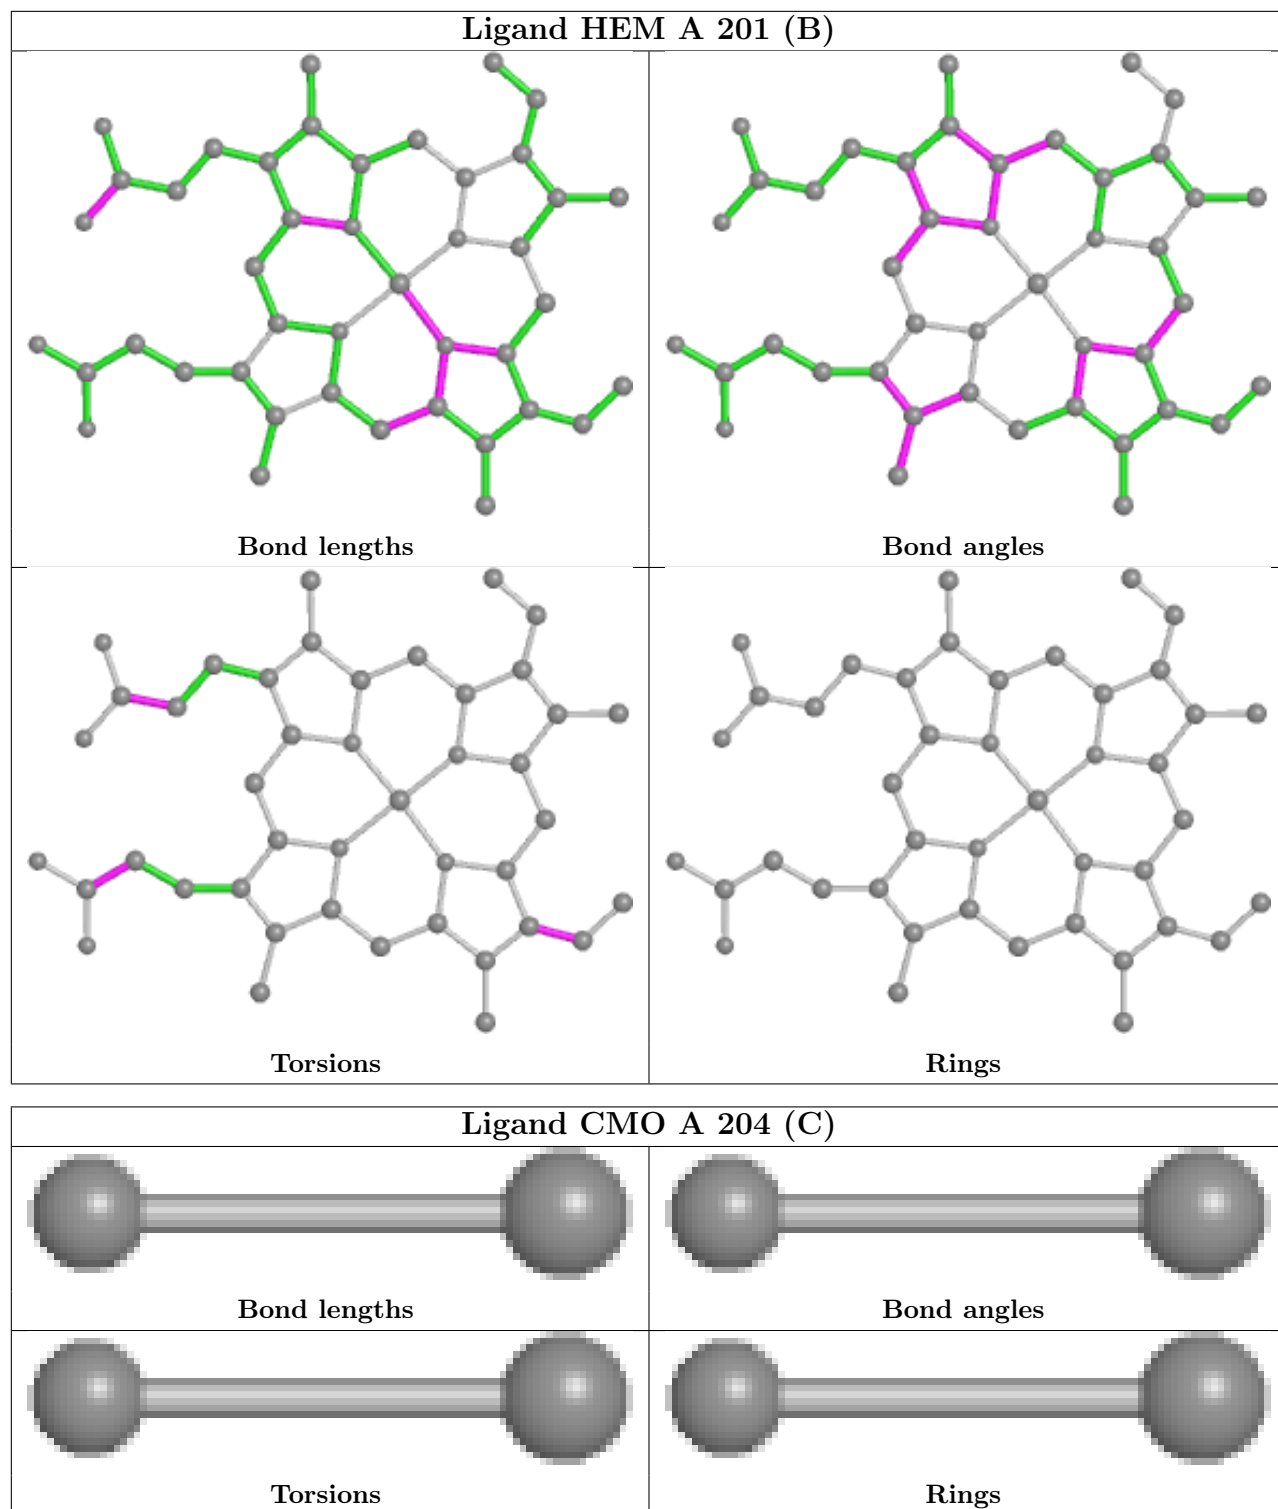 Ligand HEM A 201 (B)
Bond lengths
Bond angles
Torsions
Rings
Ligand CMO A 204 (C)
Bond lengths
Bond angles
Torsions
Rings